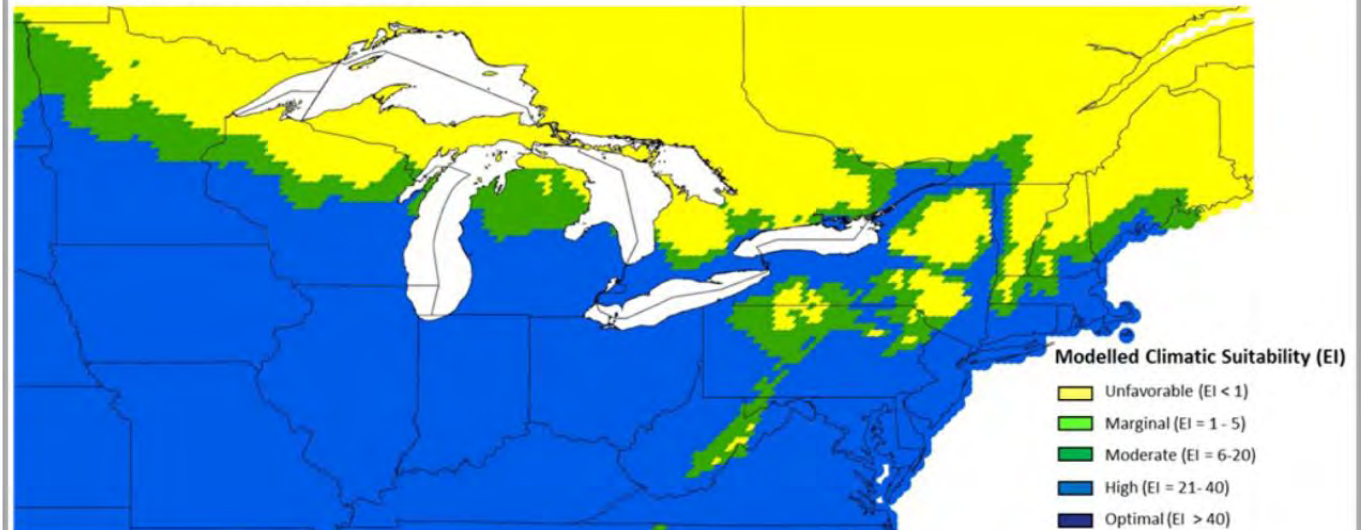 Modelled Climatic Suitability (EI)
Unfavorable (EI < 1)
Marginal (EI = 1 - 5)
Moderate (EI = 6-20)
High (EI = 21- 40)
Optimal (EI > 40)